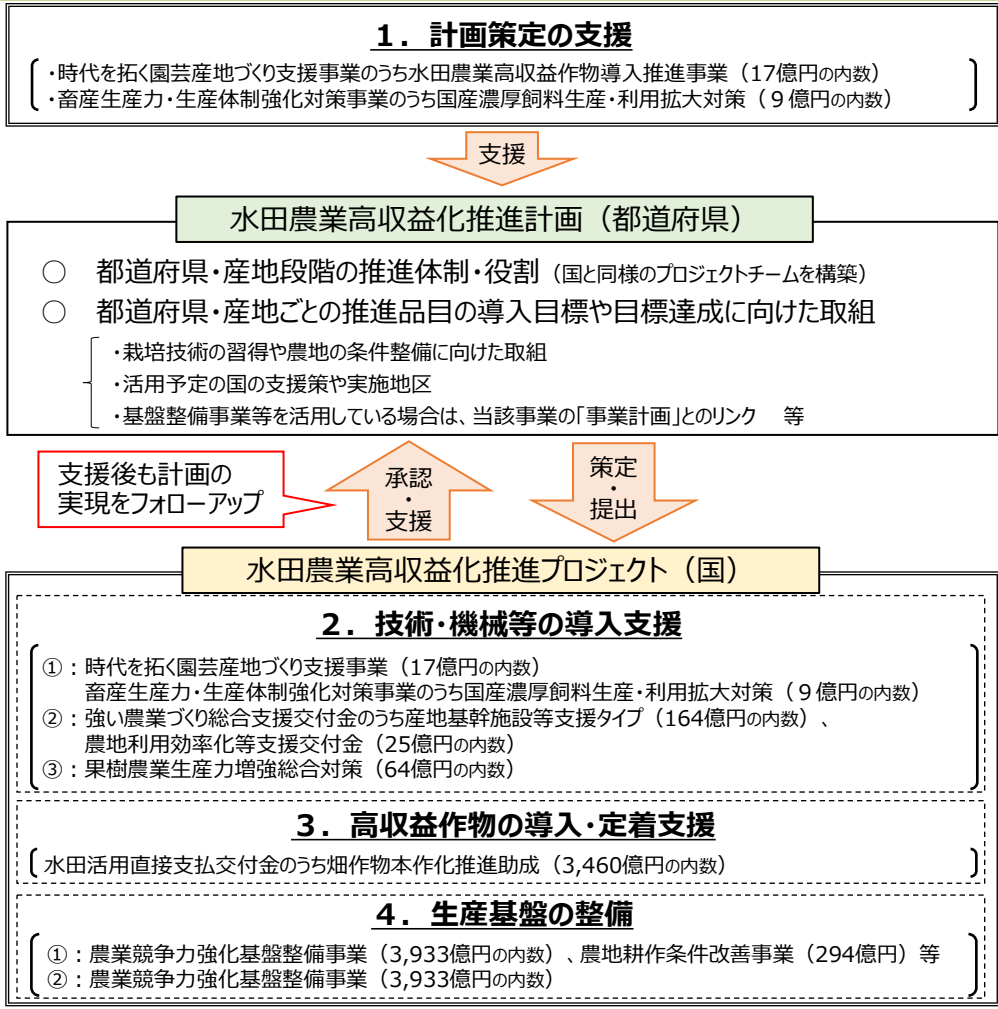 １．計画策定の支援
・時代を拓く園芸産地づくり支援事業のうち水田農業高収益作物導入推進事業（17億円の内数）
・畜産生産力・生産体制強化対策事業のうち国産濃厚飼料生産・利用拡大対策（９億円の内数）
支援
水田農業高収益化推進計画（都道府県）
○　都道府県・産地段階の推進体制・役割（国と同様のプロジェクトチームを構築）
○　都道府県・産地ごとの推進品目の導入目標や目標達成に向けた取組
・栽培技術の習得や農地の条件整備に向けた取組
・活用予定の国の支援策や実施地区
・基盤整備事業等を活用している場合は、当該事業の「事業計画」とのリンク　等
支援後も計画の
実現をフォローアップ
承認
・
支援
策定
・
提出
水田農業高収益化推進プロジェクト（国）
２．技術・機械等の導入支援
①：時代を拓く園芸産地づくり支援事業（17億円の内数）
畜産生産力・生産体制強化対策事業のうち国産濃厚飼料生産・利用拡大対策（９億円の内数）
②：強い農業づくり総合支援交付金のうち産地基幹施設等支援タイプ（164億円の内数）、
農地利用効率化等支援交付金（25億円の内数）
③：果樹農業生産力増強総合対策（64億円の内数）
３．高収益作物の導入・定着支援
水田活用直接支払交付金のうち畑作物本作化推進助成（3,460億円の内数）
４．生産基盤の整備
①：農業競争力強化基盤整備事業（3,933億円の内数）、農地耕作条件改善事業（294億円）等
②：農業競争力強化基盤整備事業（3,933億円の内数）